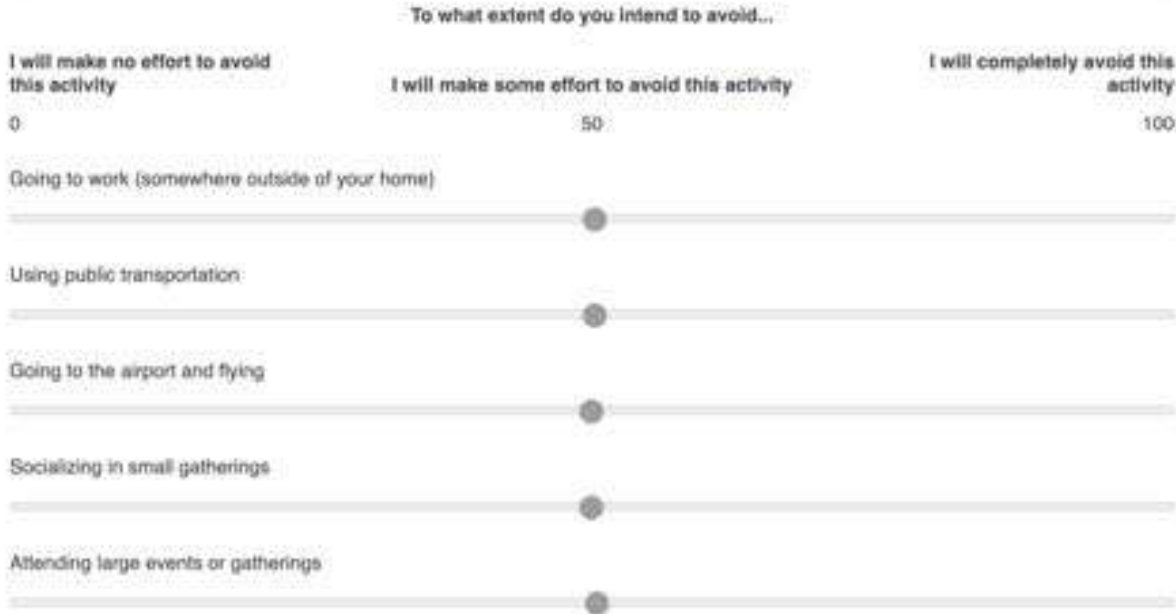 To what extent do you intend to avoid...
I will make no effort to avoid
this activity
I will make some effort to avoid this activity
I will completely avoid this
activity
0
50
100
Going to work (somewhere outside of your home)
Using public transportation
Going to the airport and flying
Socializing in small gatherings
Attending large events or gatherings